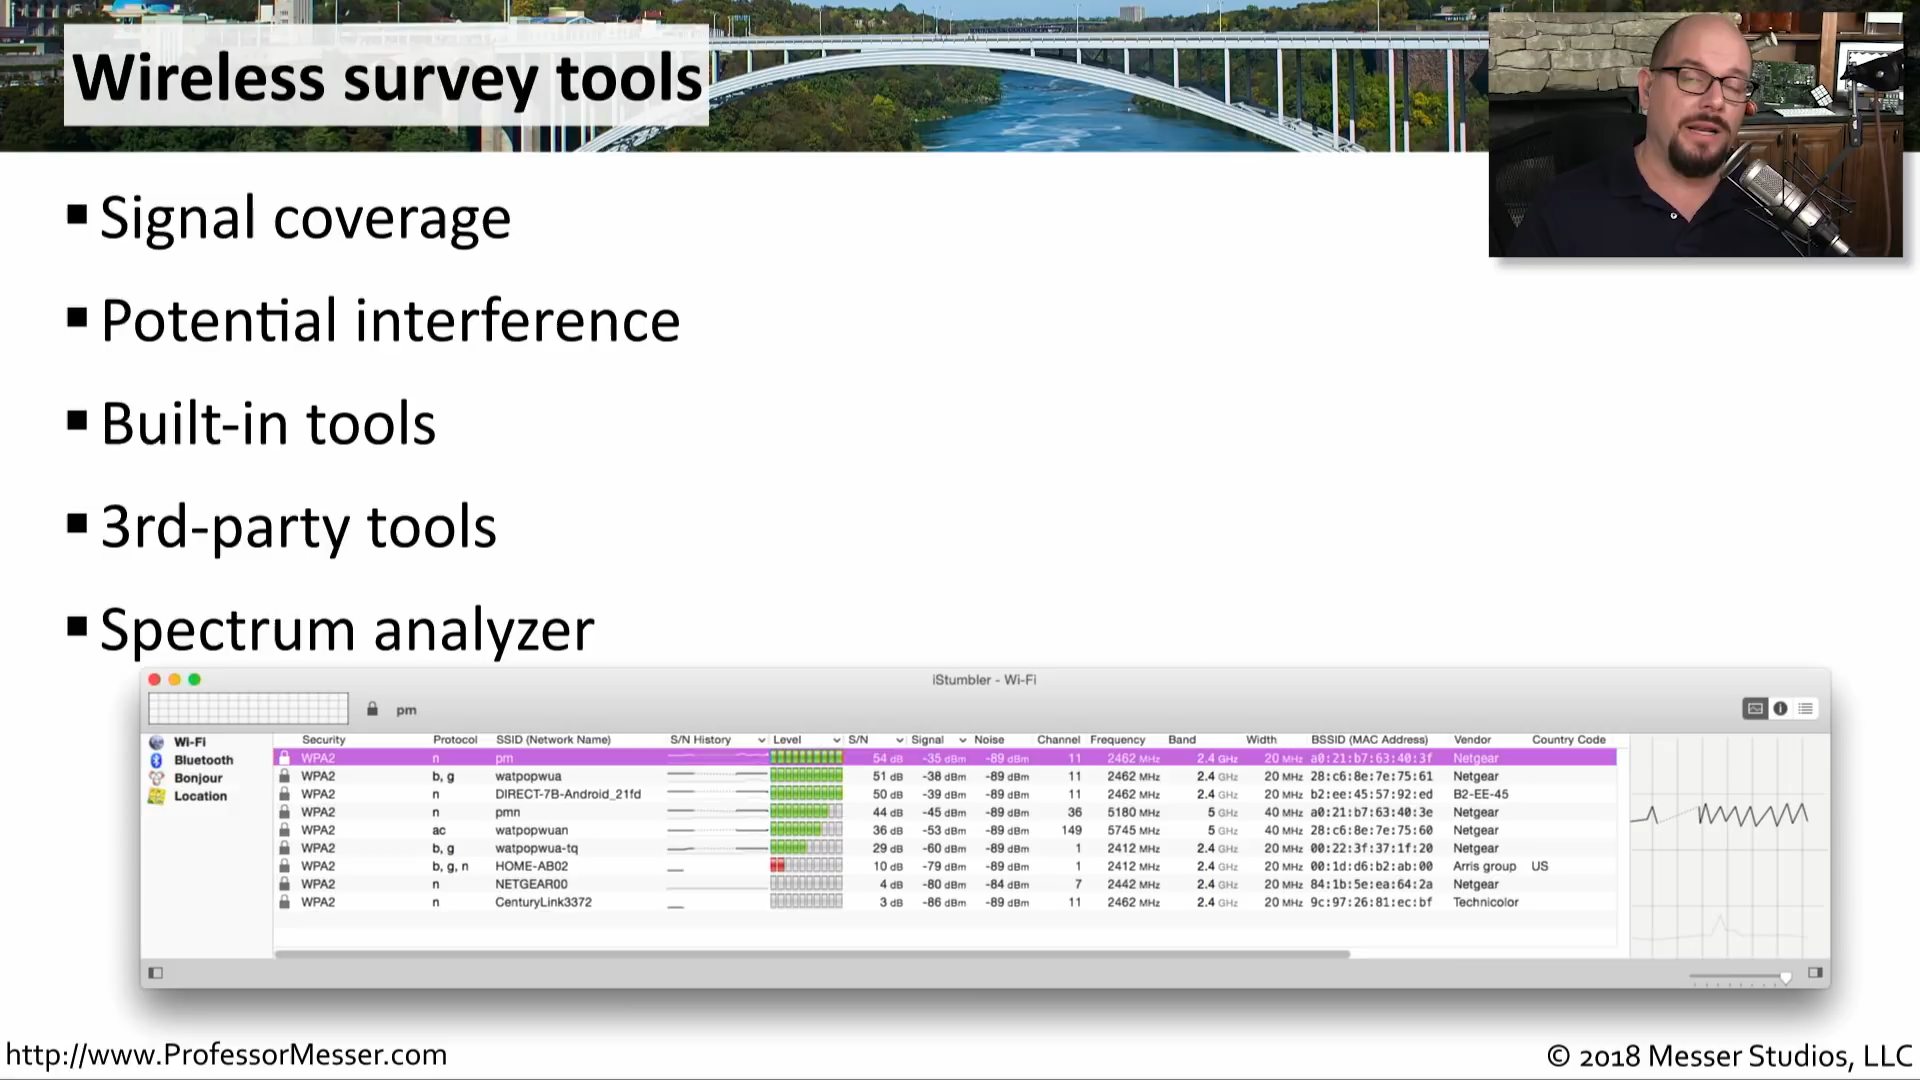 Wireless survey tools
Signal coverage
Potential interference
Built-in tools
3rd-party tools
Spectrum analyzer
iStumbler - Wi-Fi
pm
Wi-Fi
Bluetooth
Bonjour
Location
Security Protocol SSID (Network Name) S/N History Level S/N Signal Noise Channel Frequency Band Width BSSID (MAC Address) Vendor Country Code
WPA2 n pm 54 dB -35 dBm -89 dBm 11 2462 MHz 2.4 GHz 20 MHz a0:21:b7:63:40:3f Netgear
WPA2 b, g watpopwua 51 dB -38 dBm -89 dBm 11 2462 MHz 2.4 GHz 20 MHz 28:c6:8e:7e:75:61 Netgear
WPA2 n DIRECT-7B-Android_21fd 50 dB -39 dBm -89 dBm 11 2462 MHz 2.4 GHz 20 MHz b2:ee:45:57:92:ed B2-EE-45
WPA2 n pmn 44 dB -45 dBm -89 dBm 36 5180 MHz 5 GHz 40 MHz a0:21:b7:63:40:3e Netgear
WPA2 ac watpopwuan 36 dB -53 dBm -89 dBm 149 5745 MHz 5 GHz 40 MHz 28:c6:8e:7e:75:60 Netgear
WPA2 b, g watpopwua-tq 29 dB -60 dBm -89 dBm 1 2412 MHz 2.4 GHz 20 MHz 00:22:3f:37:1f:20 Netgear
WPA2 b, g, n HOME-AB02 10 dB -79 dBm -89 dBm 1 2412 MHz 2.4 GHz 20 MHz 00:1d:d6:b2:ab:00 Arris group US
WPA2 n NETGEAR00 4 dB -80 dBm -84 dBm 7 2442 MHz 2.4 GHz 20 MHz 84:1b:5e:ea:64:2a Netgear
WPA2 n CenturyLink3372 3 dB -86 dBm -89 dBm 11 2462 MHz 2.4 GHz 20 MHz 9c:97:26:81:ec:bf Technicolor
http://www.ProfessorMesser.com
© 2018 Messer Studios, LLC